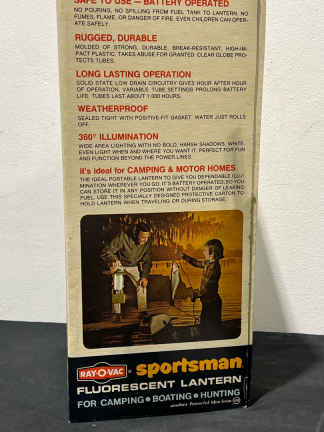 SAFE TO USE — BATTERY OPERATED
NO POURING, NO SPILLING FROM FUEL TANK TO LANTERN. NO
FUMES, FLAME, OR DANGER OF FIRE. EVEN CHILDREN CAN OPER-
ATE SAFELY.
RUGGED, DURABLE
MOLDED OF STRONG, DURABLE, BREAK-RESISTANT, HIGH-IM-
PACT PLASTIC, TAKES ABUSE FOR GRANTED. CLEAR GLOBE PRO-
TECTS TUBES.
LONG LASTING OPERATION
SOLID STATE LOW DRAIN CIRCUITRY GIVES HOUR AFTER HOUR
OF OPERATION. VARIABLE TUBE SETTINGS PROLONG BATTERY
LIFE. TUBES LAST ABOUT 1,000 HOURS.
WEATHERPROOF
SEALED TIGHT WITH POSITIVE-FIT GASKET. WATER JUST ROLLS
OFF.
360° ILLUMINATION
WIDE AREA LIGHTING WITH NO BOLD, HARSH SHADOWS. WHITE,
EVEN LIGHT WHEN AND WHERE YOU WANT IT. PERFECT FOR FUN
AND FUNCTION BEYOND THE POWER LINES.
it's ideal for CAMPING & MOTOR HOMES
THE IDEAL PORTABLE LANTERN TO GIVE YOU DEPENDABLE ILLU-
MINATION WHEREVER YOU GO. IT'S BATTERY OPERATED, SO YOU
CAN STORE IT IN ANY POSITION WITHOUT DANGER OF LEAKING
FUEL. USE THIS SPECIALLY DESIGNED PROTECTIVE CARTON TO
HOLD LANTERN WHEN TRAVELING OR DURING STORAGE.
RAY-O-VAC® sportsman
FLUORESCENT LANTERN
FOR CAMPING • BOATING • HUNTING
another Powerful Idea from